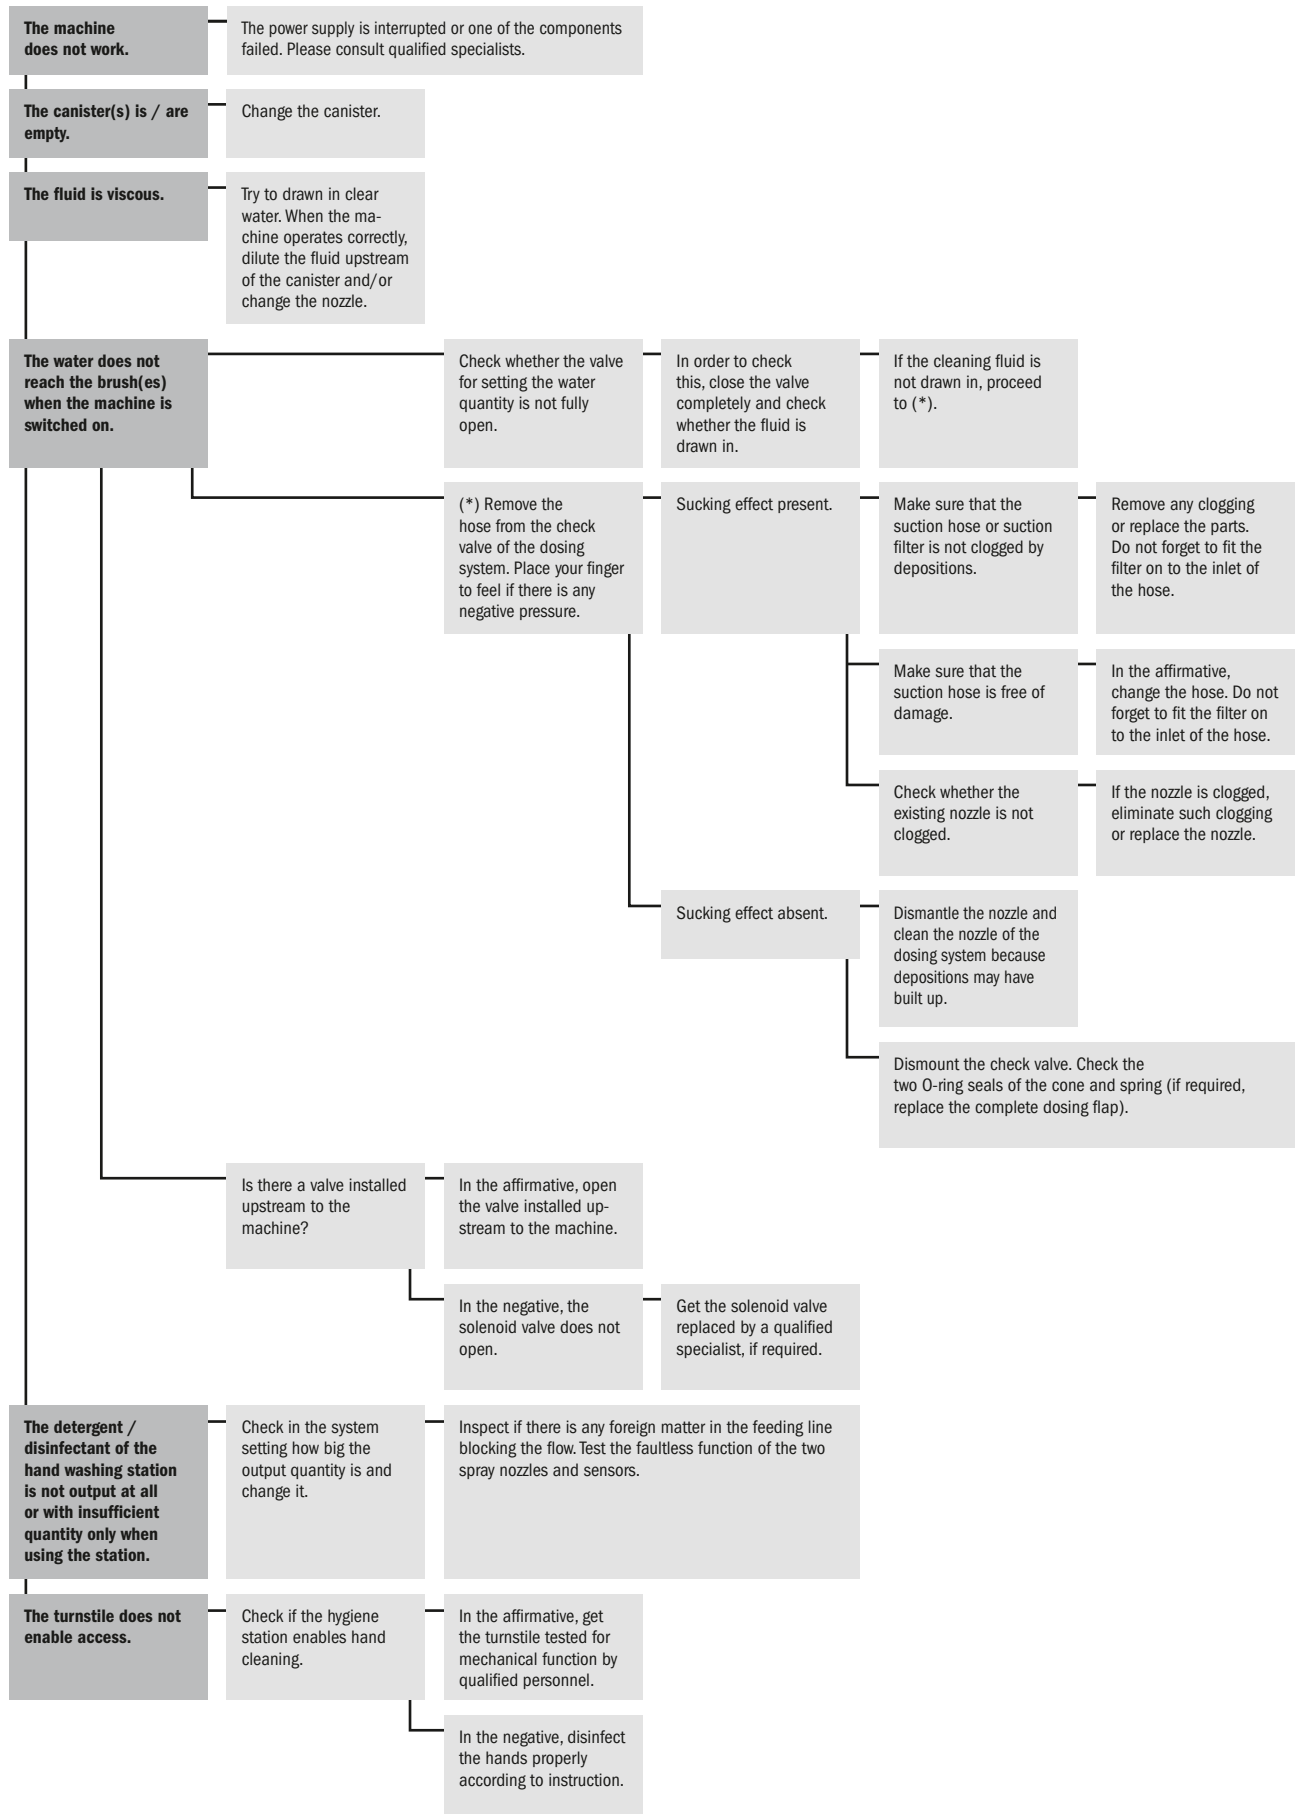 The machine
does not work.
The power supply is interrupted or one of the components
failed. Please consult qualified specialists.
The canister(s) is / are
empty.
Change the canister.
The fluid is viscous.
Try to drawn in clear
water. When the ma-
chine operates correctly,
dilute the fluid upstream
of the canister and/or
change the nozzle.
The water does not
reach the brush(es)
when the machine is
switched on.
Check whether the valve
for setting the water
quantity is not fully
open.
In order to check
this, close the valve
completely and check
whether the fluid is
drawn in.
If the cleaning fluid is
not drawn in, proceed
to (*).
(*) Remove the
hose from the check
valve of the dosing
system. Place your finger
to feel if there is any
negative pressure.
Sucking effect present.
Make sure that the
suction hose or suction
filter is not clogged by
depositions.
Remove any clogging
or replace the parts.
Do not forget to fit the
filter on to the inlet of
the hose.
Make sure that the
suction hose is free of
damage.
In the affirmative,
change the hose. Do not
forget to fit the filter on
to the inlet of the hose.
Check whether the
existing nozzle is not
clogged.
If the nozzle is clogged,
eliminate such clogging
or replace the nozzle.
Sucking effect absent.
Dismantle the nozzle and
clean the nozzle of the
dosing system because
depositions may have
built up.
Dismount the check valve. Check the
two O-ring seals of the cone and spring (if required,
replace the complete dosing flap).
Is there a valve installed
upstream to the
machine?
In the affirmative, open
the valve installed up-
stream to the machine.
In the negative, the
solenoid valve does not
open.
Get the solenoid valve
replaced by a qualified
specialist, if required.
The detergent /
disinfectant of the
hand washing station
is not output at all
or with insufficient
quantity only when
using the station.
Check in the system
setting how big the
output quantity is and
change it.
Inspect if there is any foreign matter in the feeding line
blocking the flow. Test the faultless function of the two
spray nozzles and sensors.
The turnstile does not
enable access.
Check if the hygiene
station enables hand
cleaning.
In the affirmative, get
the turnstile tested for
mechanical function by
qualified personnel.
In the negative, disinfect
the hands properly
according to instruction.